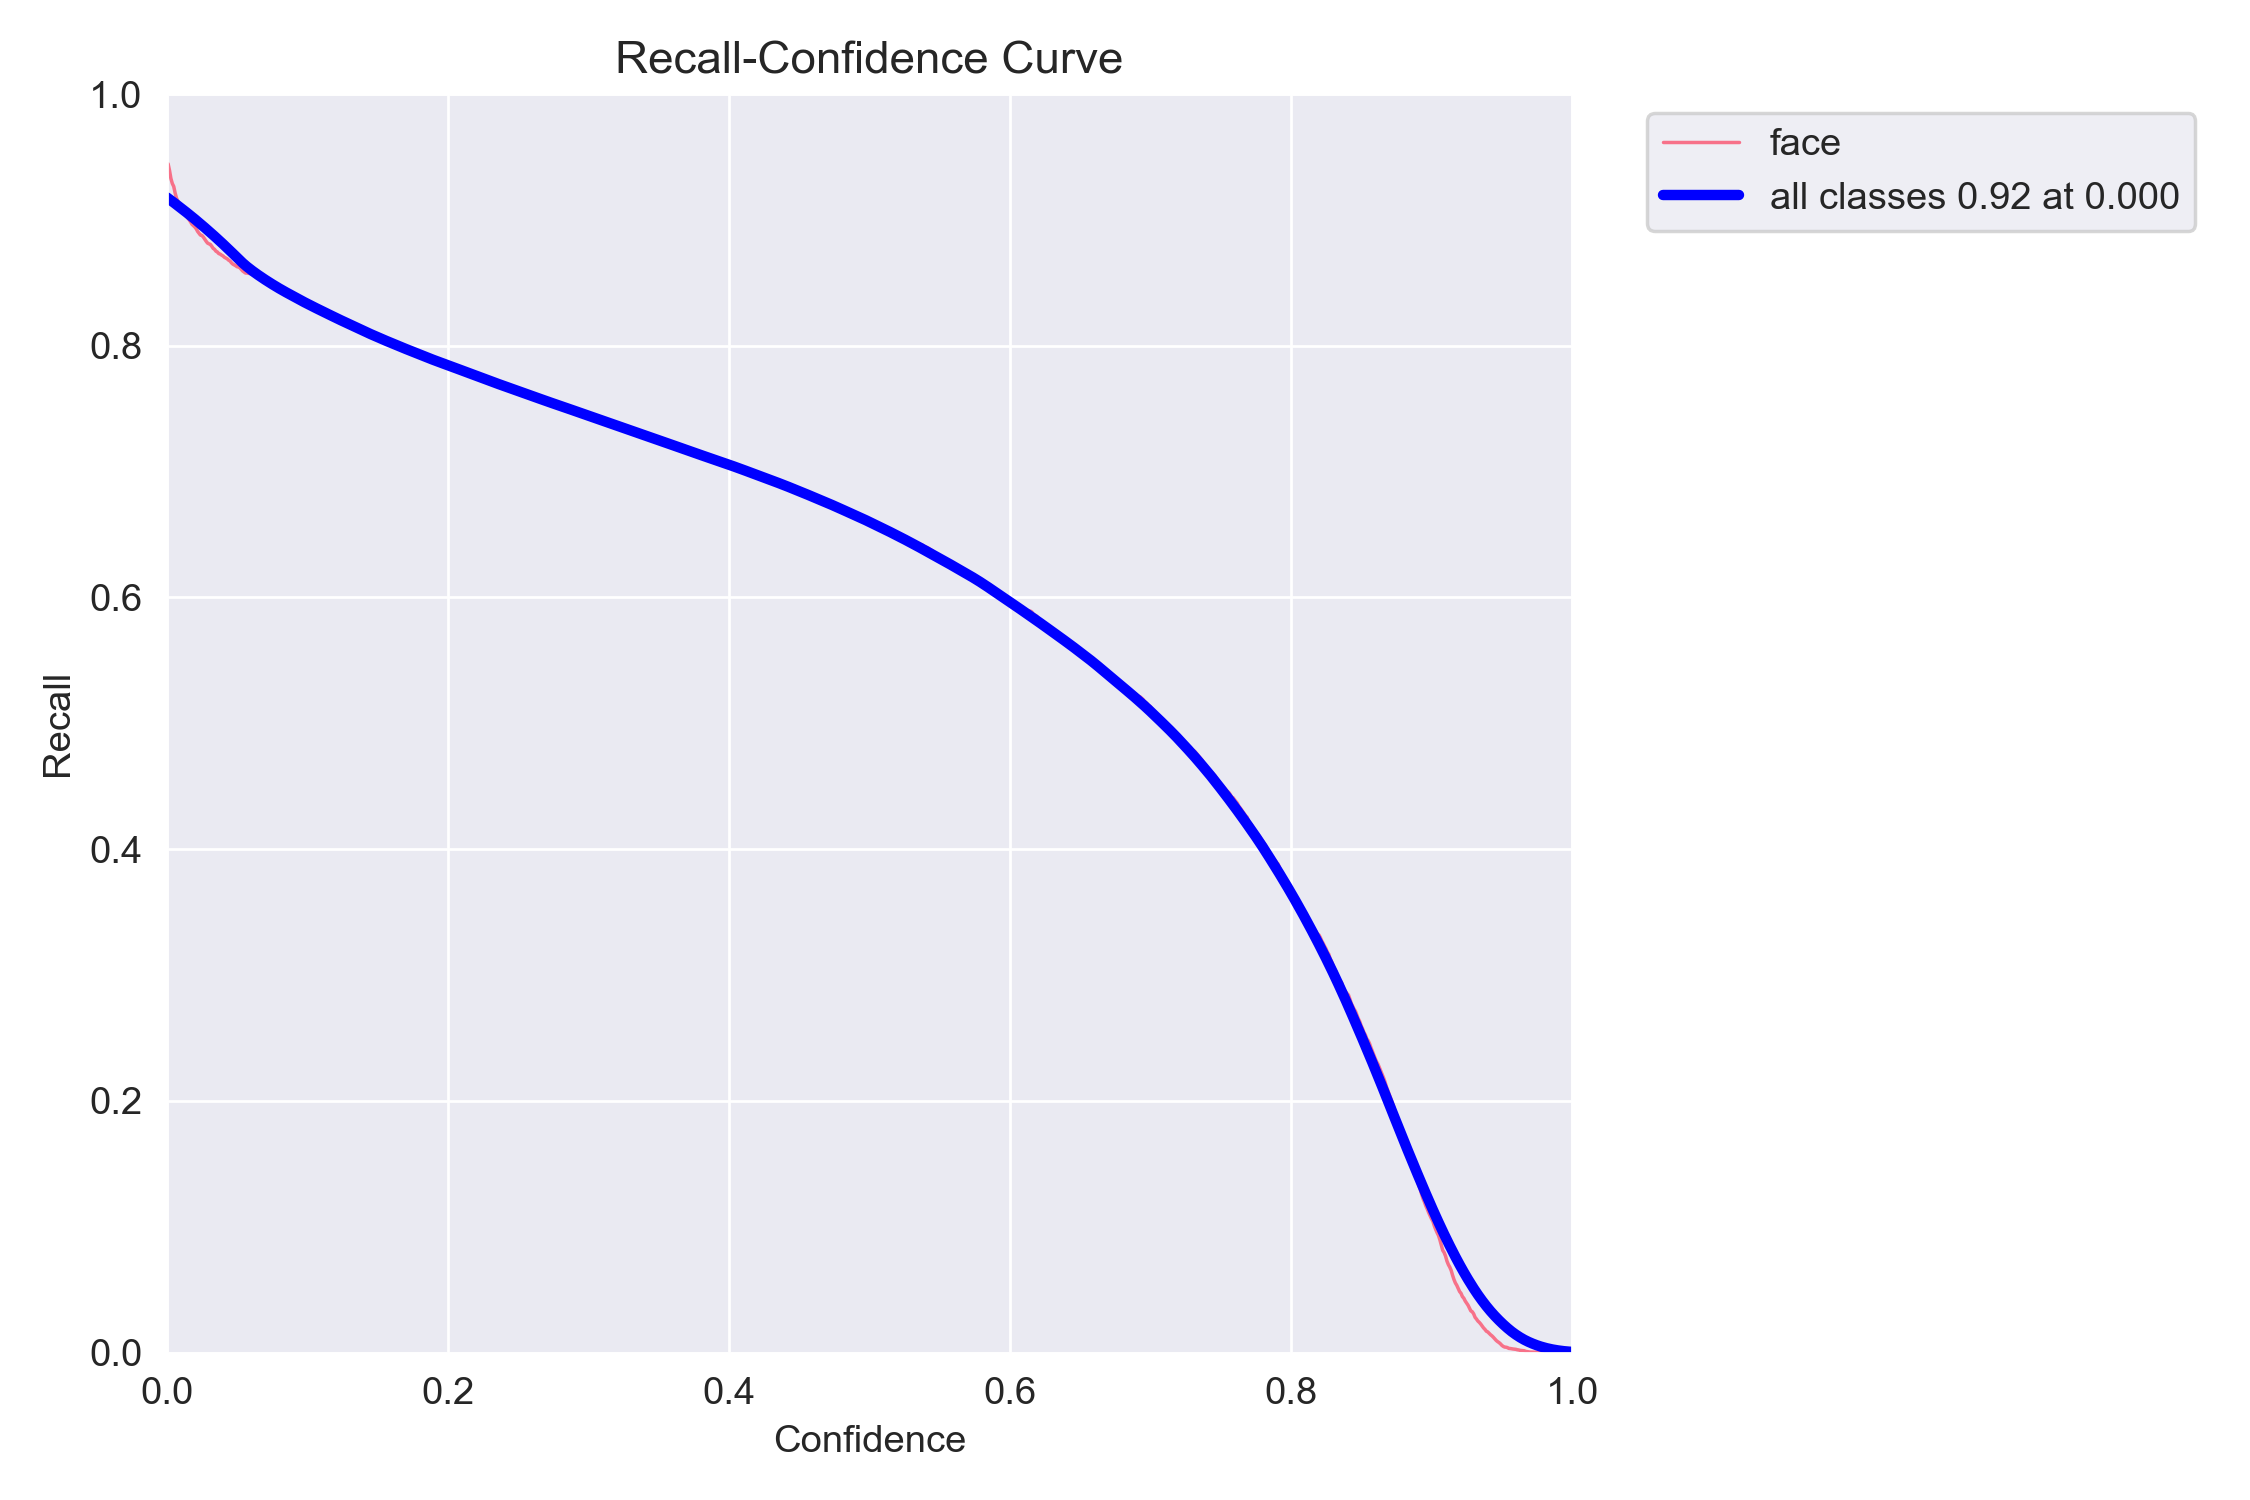 Recall-Confidence Curve
1.0
0.8
0.6
0.4
0.2
0.0
Recall
0.0 0.2 0.4 0.6 0.8 1.0
Confidence
face
all classes 0.92 at 0.000